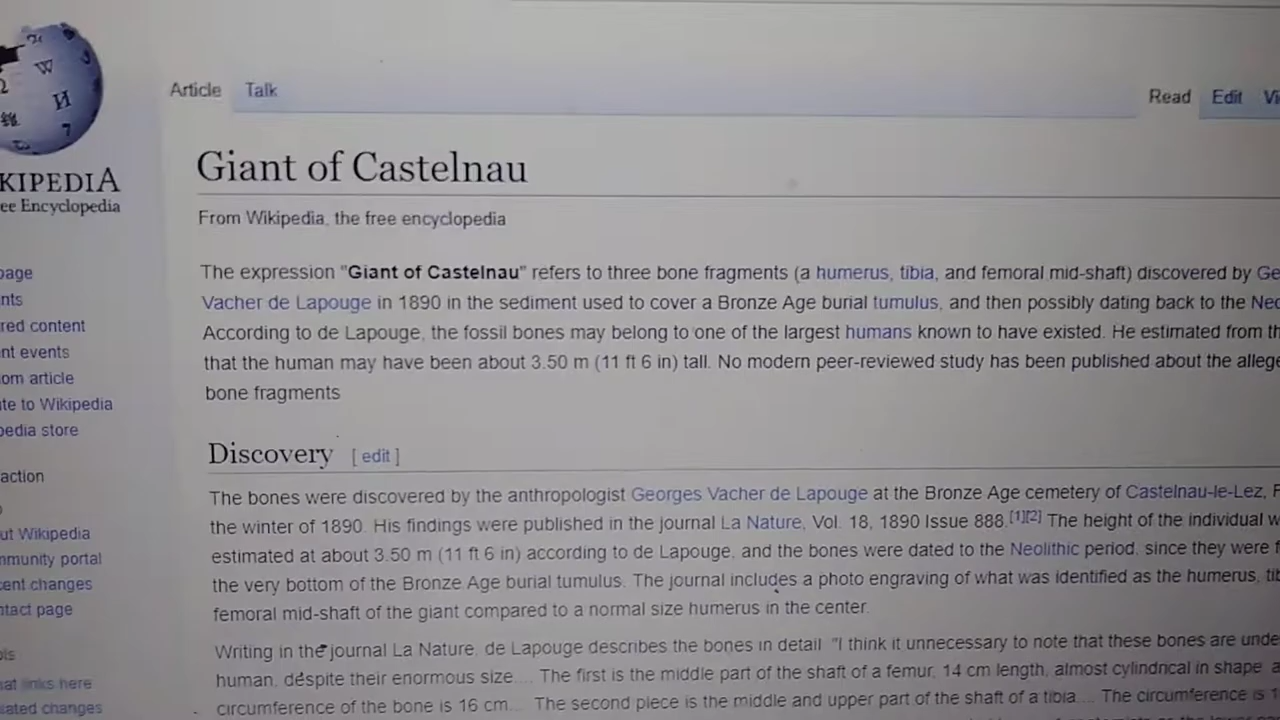 Article Talk Read Edit
KIPEDIA
ee Encyclopedia
Giant of Castelnau
From Wikipedia, the free encyclopedia
The expression "Giant of Castelnau" refers to three bone fragments (a humerus, tibia, and femoral mid-shaft) discovered by Ge
Vacher de Lapouge in 1890 in the sediment used to cover a Bronze Age burial tumulus, and then possibly dating back to the Neo
According to de Lapouge, the fossil bones may belong to one of the largest humans known to have existed. He estimated from th
that the human may have been about 3.50 m (11 ft 6 in) tall. No modern peer-reviewed study has been published about the allege
bone fragments
Discovery [ edit ]
The bones were discovered by the anthropologist Georges Vacher de Lapouge at the Bronze Age cemetery of Castelnau-le-Lez, F
the winter of 1890. His findings were published in the journal La Nature, Vol. 18, 1890 Issue 888.[1][2] The height of the individual w
estimated at about 3.50 m (11 ft 6 in) according to de Lapouge, and the bones were dated to the Neolithic period, since they were f
the very bottom of the Bronze Age burial tumulus. The journal includes a photo engraving of what was identified as the humerus, tib
femoral mid-shaft of the giant compared to a normal size humerus in the center.
Writing in the journal La Nature, de Lapouge describes the bones in detail "I think it unnecessary to note that these bones are unde
human, despite their enormous size.... The first is the middle part of the shaft of a femur, 14 cm length, almost cylindrical in shape, a
circumference of the bone is 16 cm... The second piece is the middle and upper part of the shaft of a tibia.... The circumference is 1
page
nts
red content
nt events
om article
te to Wikipedia
pedia store
action
ut Wikipedia
mmunity portal
cent changes
ntact page
ols
hat links here
lated changes